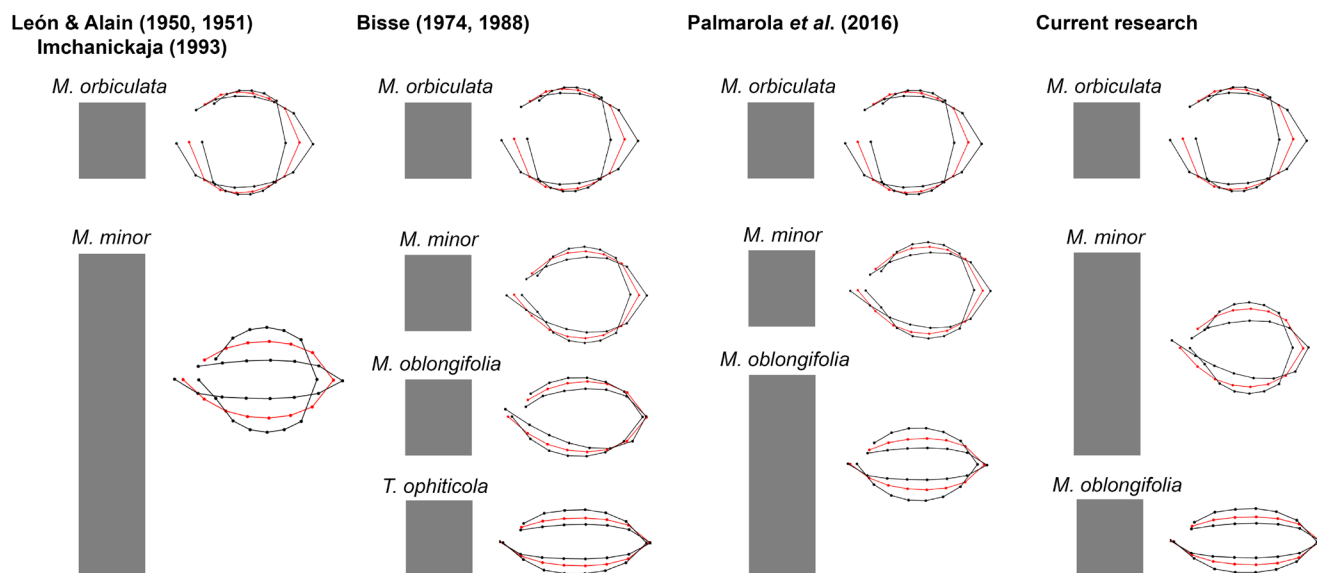 León & Alain (1950, 1951)
Imchanickaja (1993)
M. orbiculata
M. minor
Bisse (1974, 1988)
M. orbiculata
M. minor
M. oblongifolia
T. ophiticola
Palmarola et al. (2016)
M. orbiculata
M. minor
M. oblongifolia
Current research
M. orbiculata
M. minor
M. oblongifolia